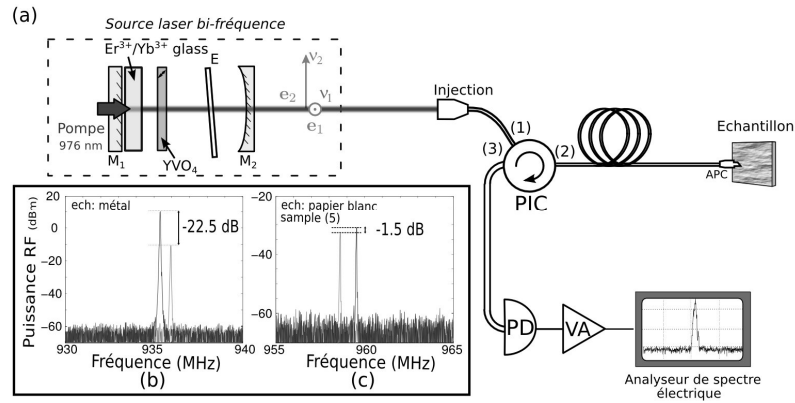 (a)
Source laser bi-fréquence
Er³⁺/Yb³⁺ glass
E
ν₂
e₂
ν₁
e₁
Pompe
976 nm
M₁
YVO₄
M₂
Injection
(1)
(3)
(2)
PIC
Echantillon
APC
PD
VA
Analyseur de spectre
électrique
Puissance RF (dBm)
20
0
−20
−40
−60
ech: métal
-22.5 dB
930
935
940
Fréquence (MHz)
(b)
−20
−40
−60
ech: papier blanc
sample (5)
-1.5 dB
955
960
965
Fréquence (MHz)
(c)